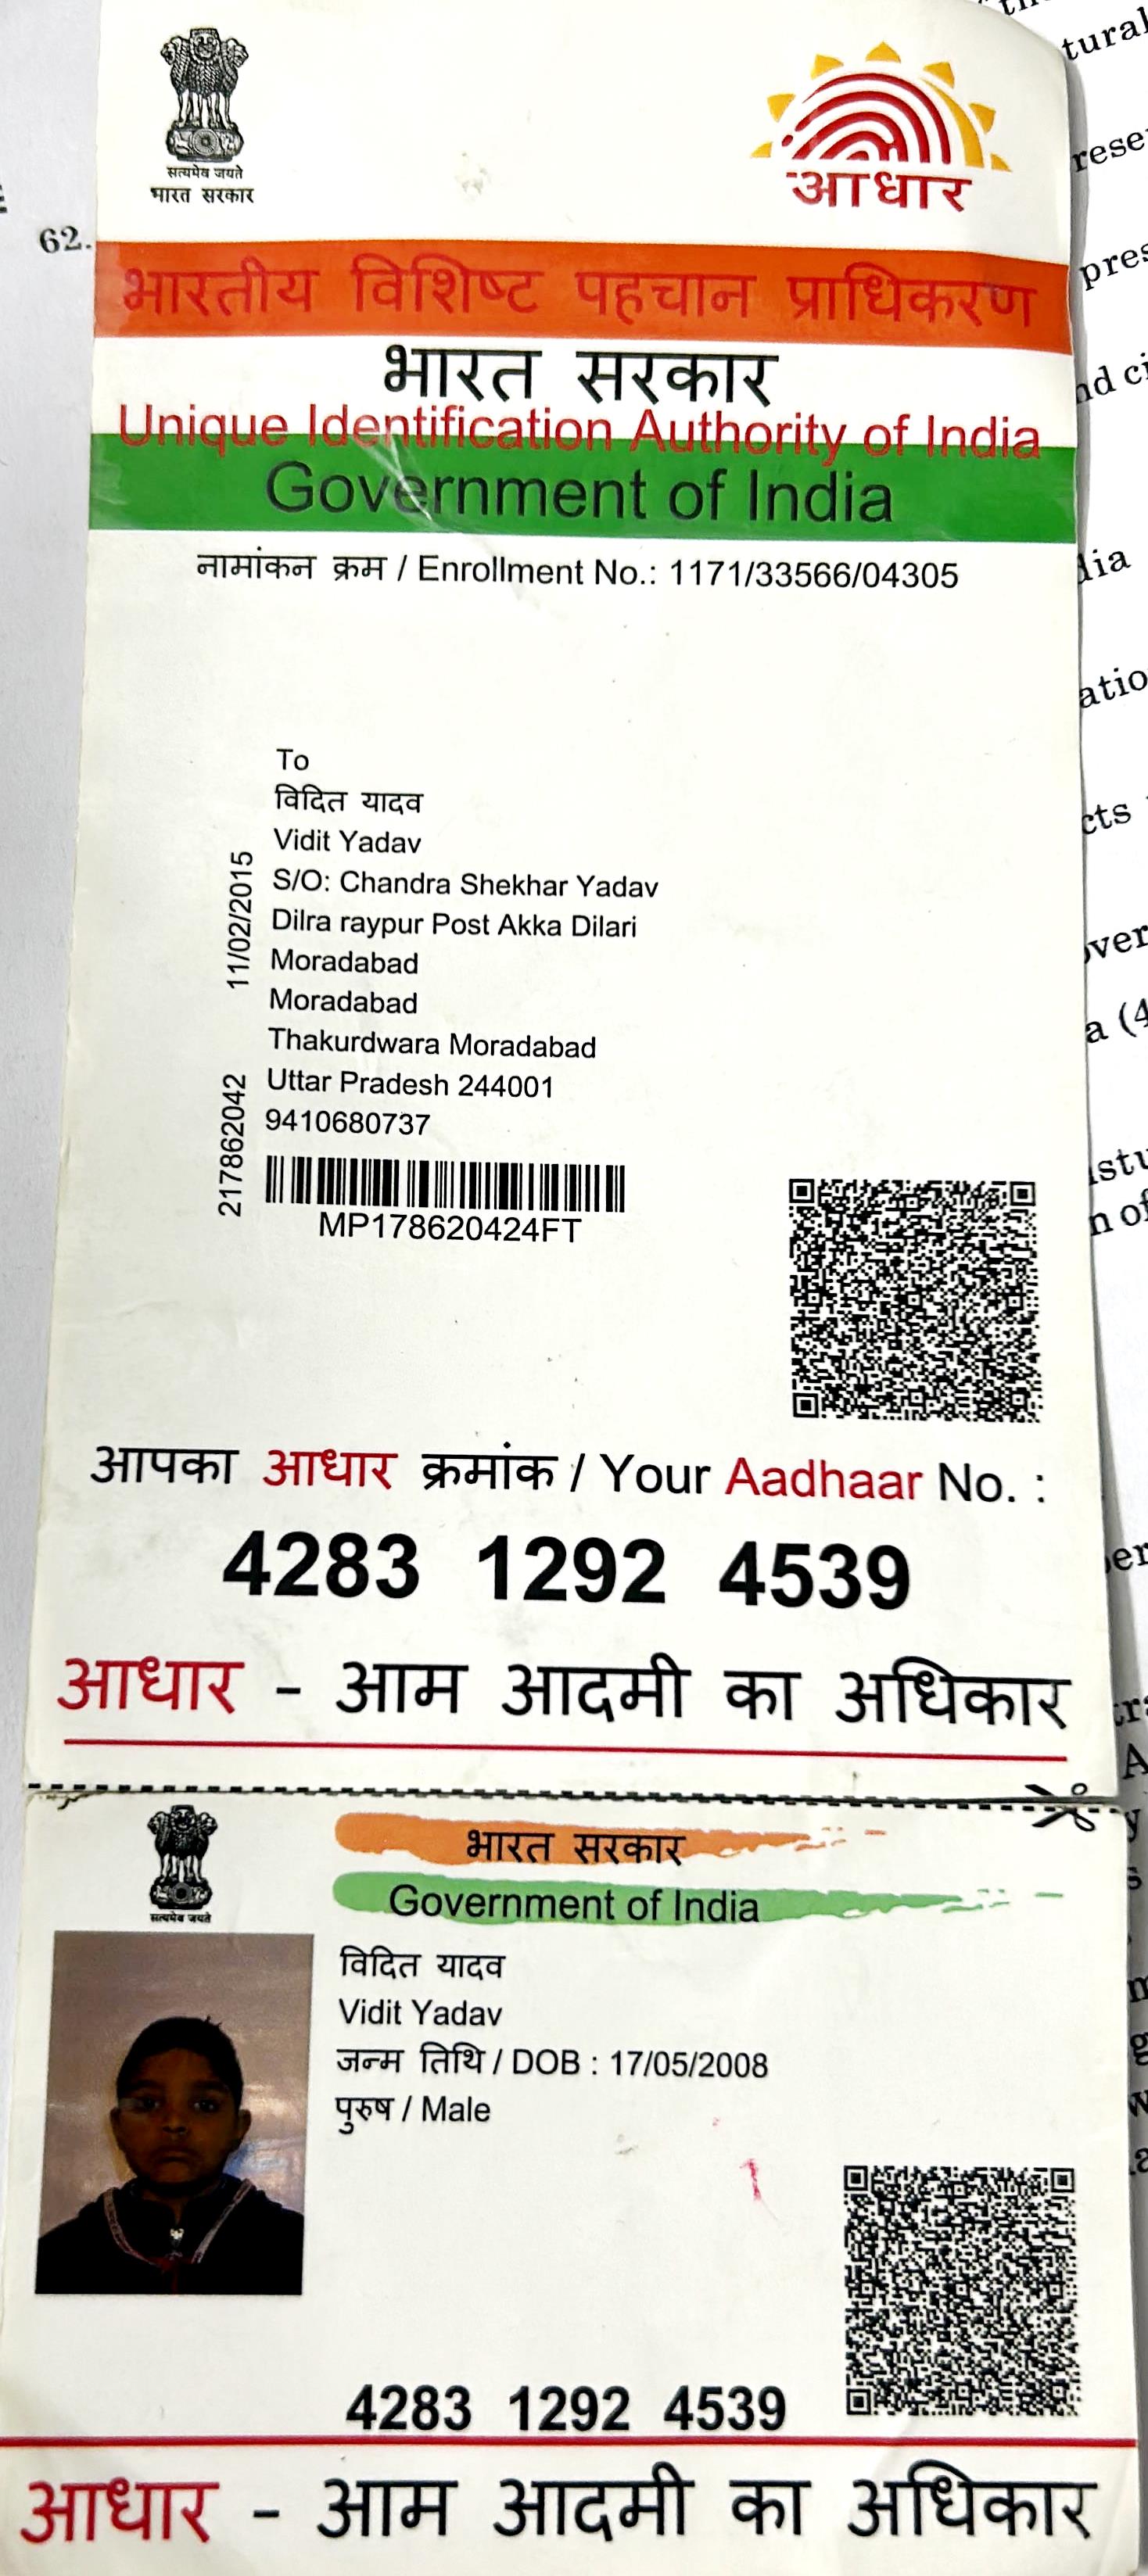 सत्यमेव जयते
भारत सरकार
आधार
62.
भारतीय विशिष्ट पहचान प्राधिकरण
भारत सरकार
Unique Identification Authority of India
Government of India
नामांकन क्रम / Enrollment No.: 1171/33566/04305
To
विदित यादव
Vidit Yadav
S/O: Chandra Shekhar Yadav
Dilra raypur Post Akka Dilari
Moradabad
Moradabad
Thakurdwara Moradabad
Uttar Pradesh 244001
9410680737
11/02/2015
217862042
MP178620424FT
आपका आधार क्रमांक / Your Aadhaar No. :
4283 1292 4539
आधार - आम आदमी का अधिकार
सत्यमेव जयते
भारत सरकार
Government of India
विदित यादव
Vidit Yadav
जन्म तिथि / DOB : 17/05/2008
पुरुष / Male
4283 1292 4539
आधार - आम आदमी का अधिकार